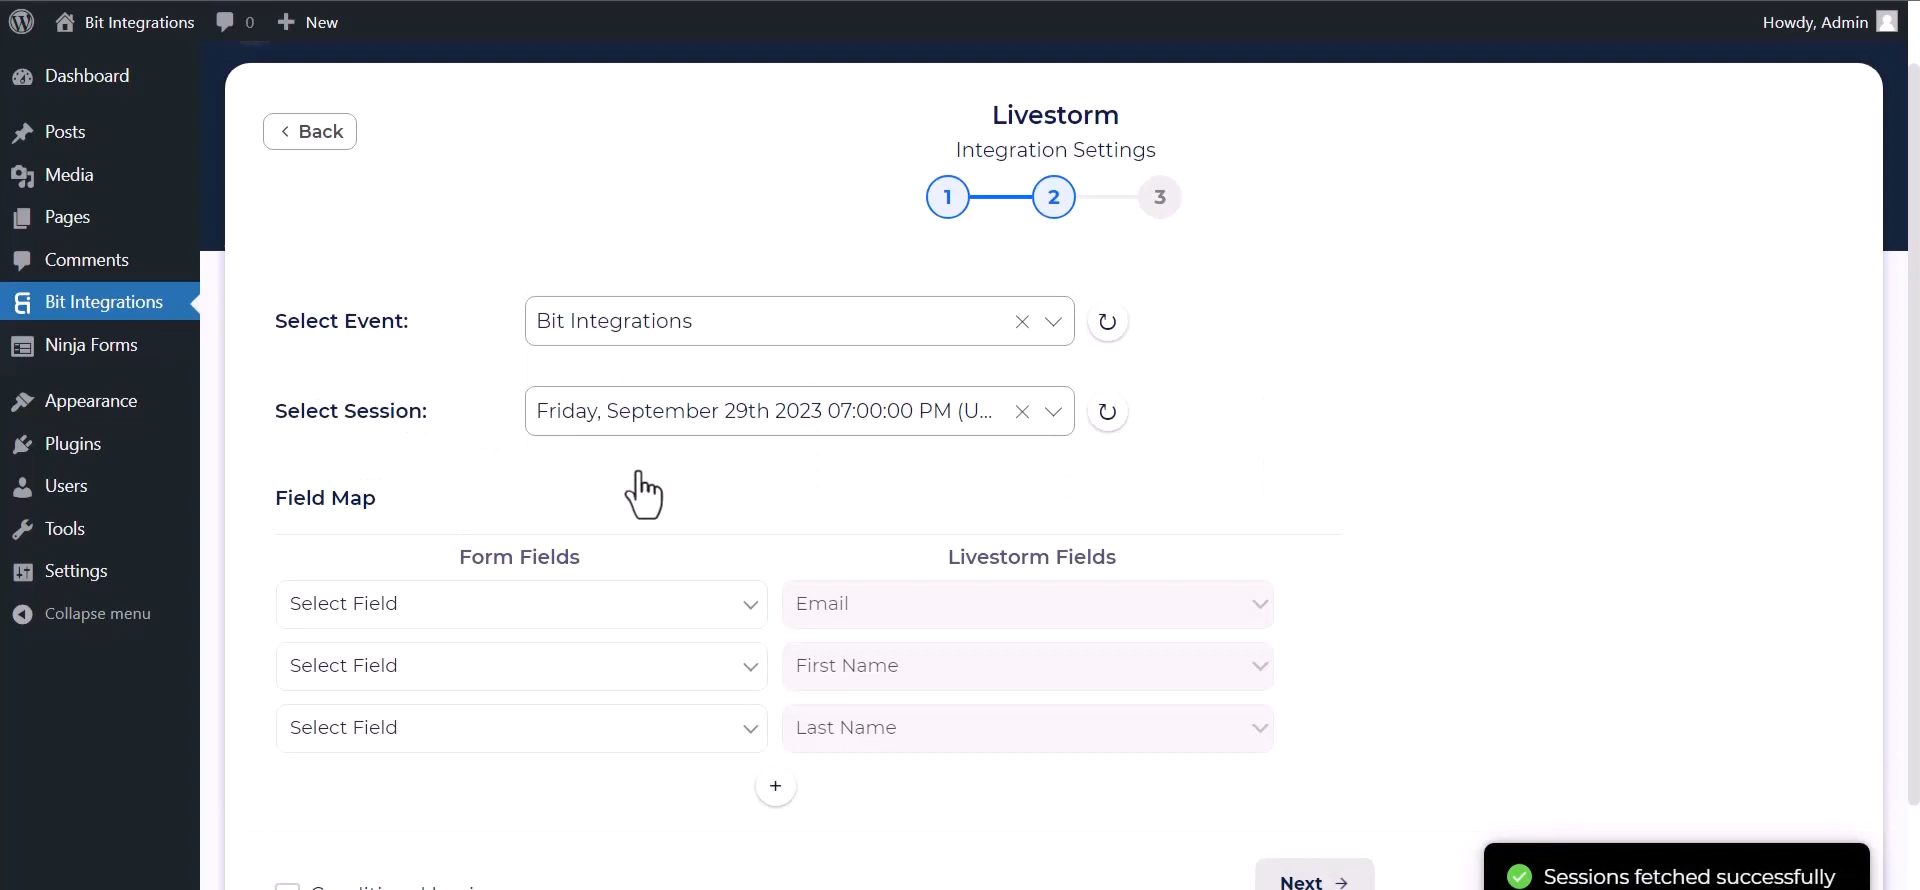 Bit Integrations
0
New
Howdy, Admin
Dashboard
Posts
Media
Pages
Comments
Bit Integrations
Ninja Forms
Appearance
Plugins
Users
Tools
Settings
Collapse menu
Back
Livestorm
Integration Settings
1
2
3
Select Event:
Bit Integrations
Select Session:
Friday, September 29th 2023 07:00:00 PM (U...
Field Map
Form Fields
Livestorm Fields
Select Field
Email
Select Field
First Name
Select Field
Last Name
+
Next
Sessions fetched successfully